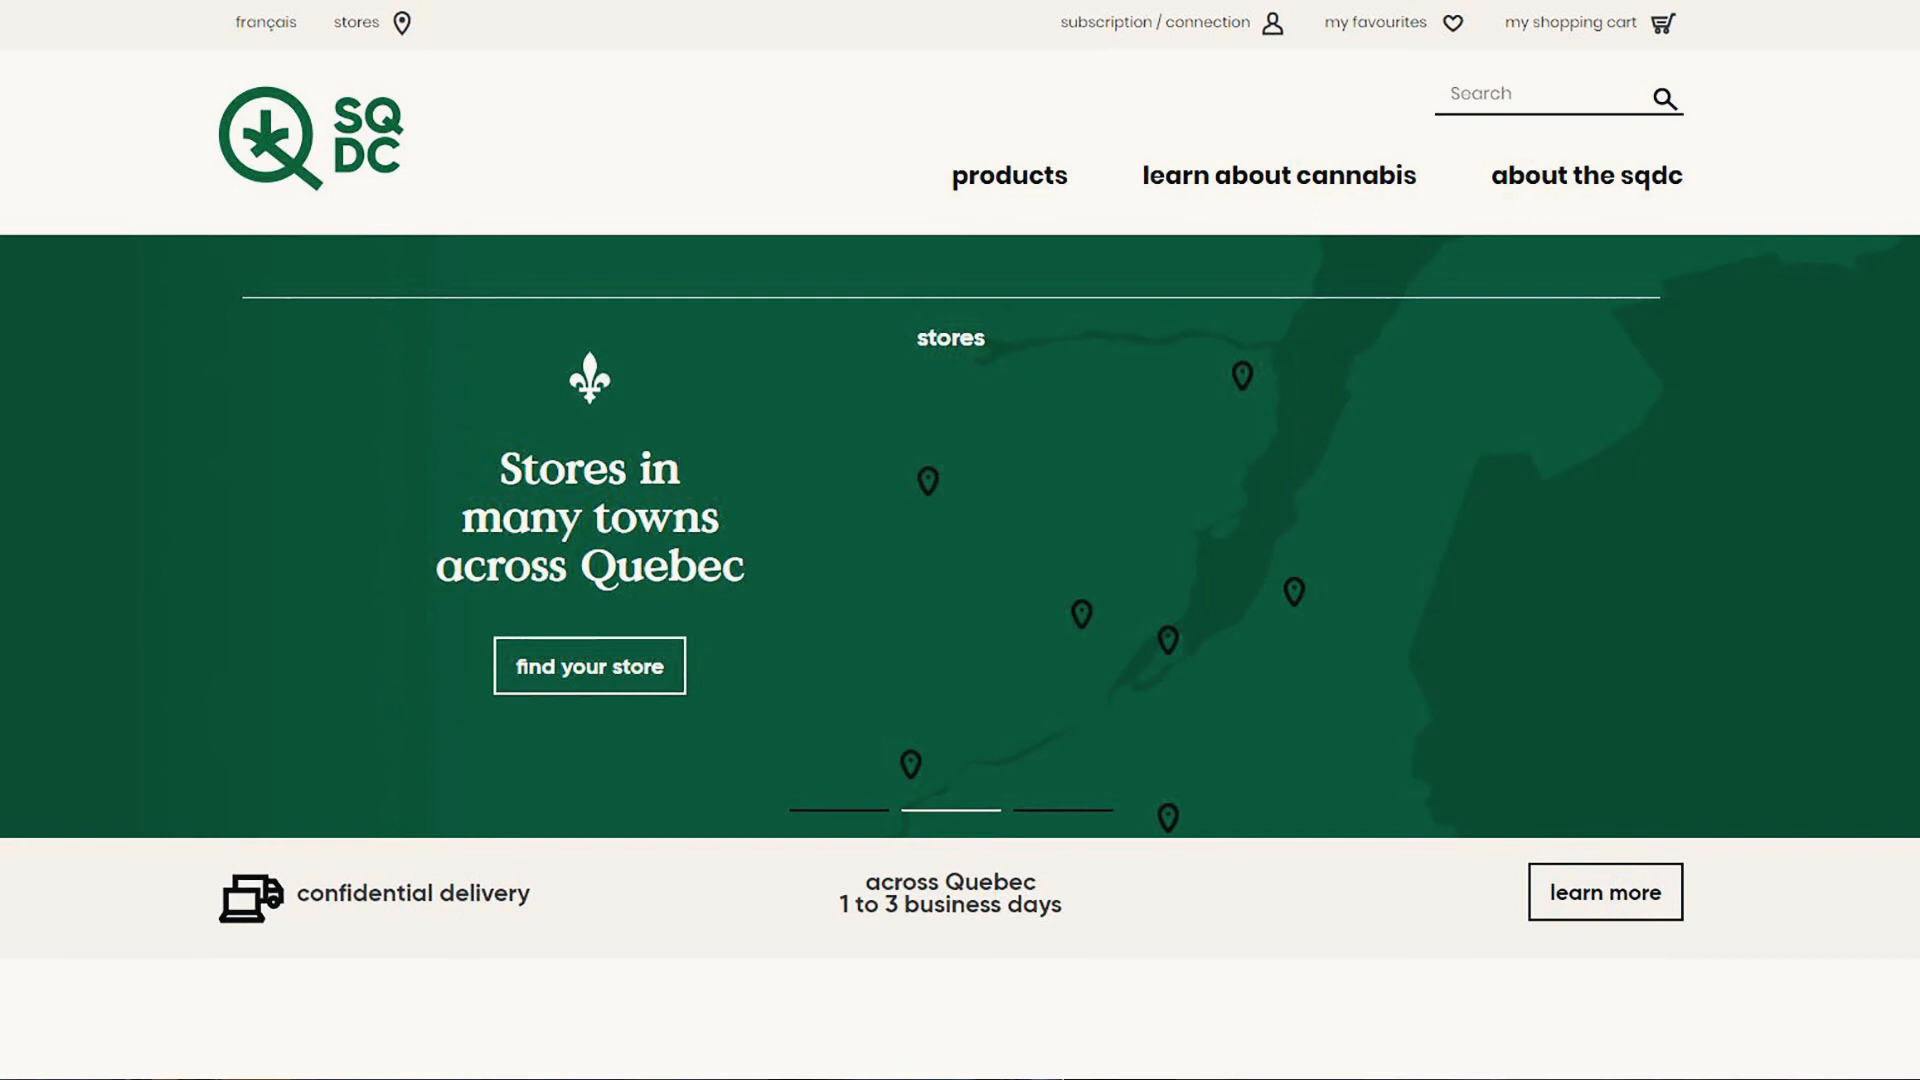 français
stores
subscription / connection
my favourites
my shopping cart
SQ
DC
Search
products
learn about cannabis
about the sqdc
stores
Stores in
many towns
across Quebec
find your store
confidential delivery
across Quebec
1 to 3 business days
learn more